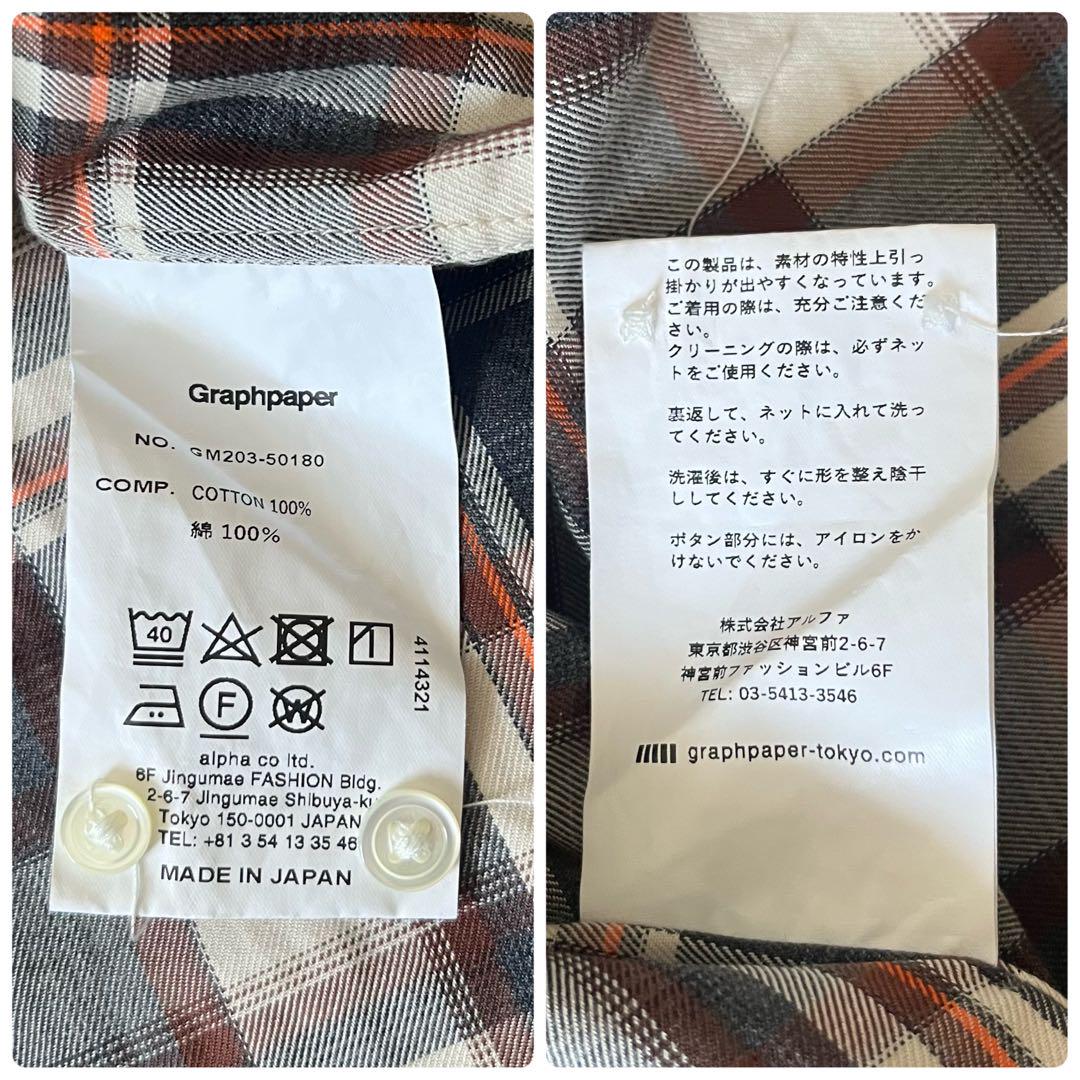 Graphpaper
NO. GM203-50180
COMP. COTTON 100%
綿 100%
40
F
W
4114321
alpha co ltd.
6F Jingumae FASHION Bldg.
2-6-7 Jingumae Shibuya-ku
Tokyo 150-0001 JAPAN
TEL: +81 3 54 13 35 46
MADE IN JAPAN
この製品は、素材の特性上引っ
掛かりが出やすくなっています。
ご着用の際は、充分ご注意くだ
さい。
クリーニングの際は、必ずネッ
トをご使用ください。
裏返して、ネットに入れて洗っ
てください。
洗濯後は、すぐに形を整え陰干
ししてください。
ボタン部分には、アイロンをか
けないでください。
株式会社アルファ
東京都渋谷区神宮前2-6-7
神宮前ファッションビル6F
TEL: 03-5413-3546
graphpaper-tokyo.com